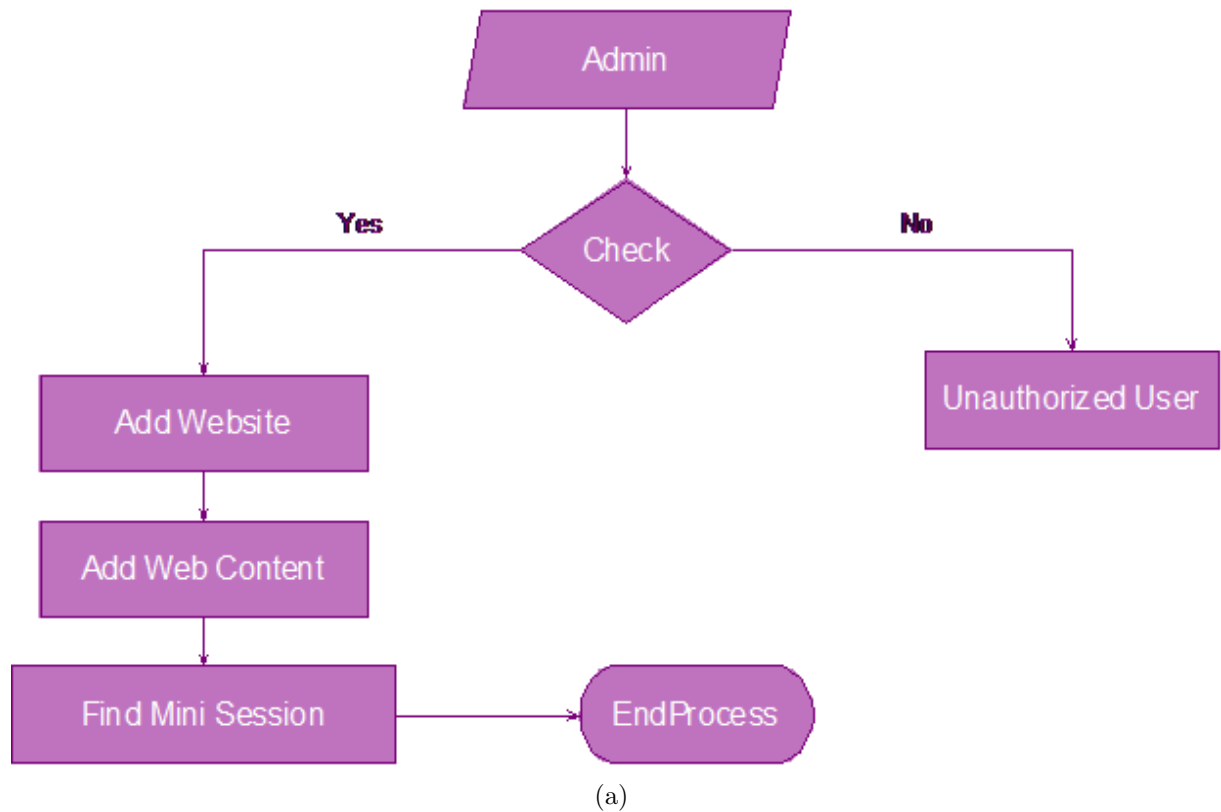 Admin
Yes
Check
No
Add Website
Unauthorized User
Add Web Content
Find Mini Session
EndProcess
(a)